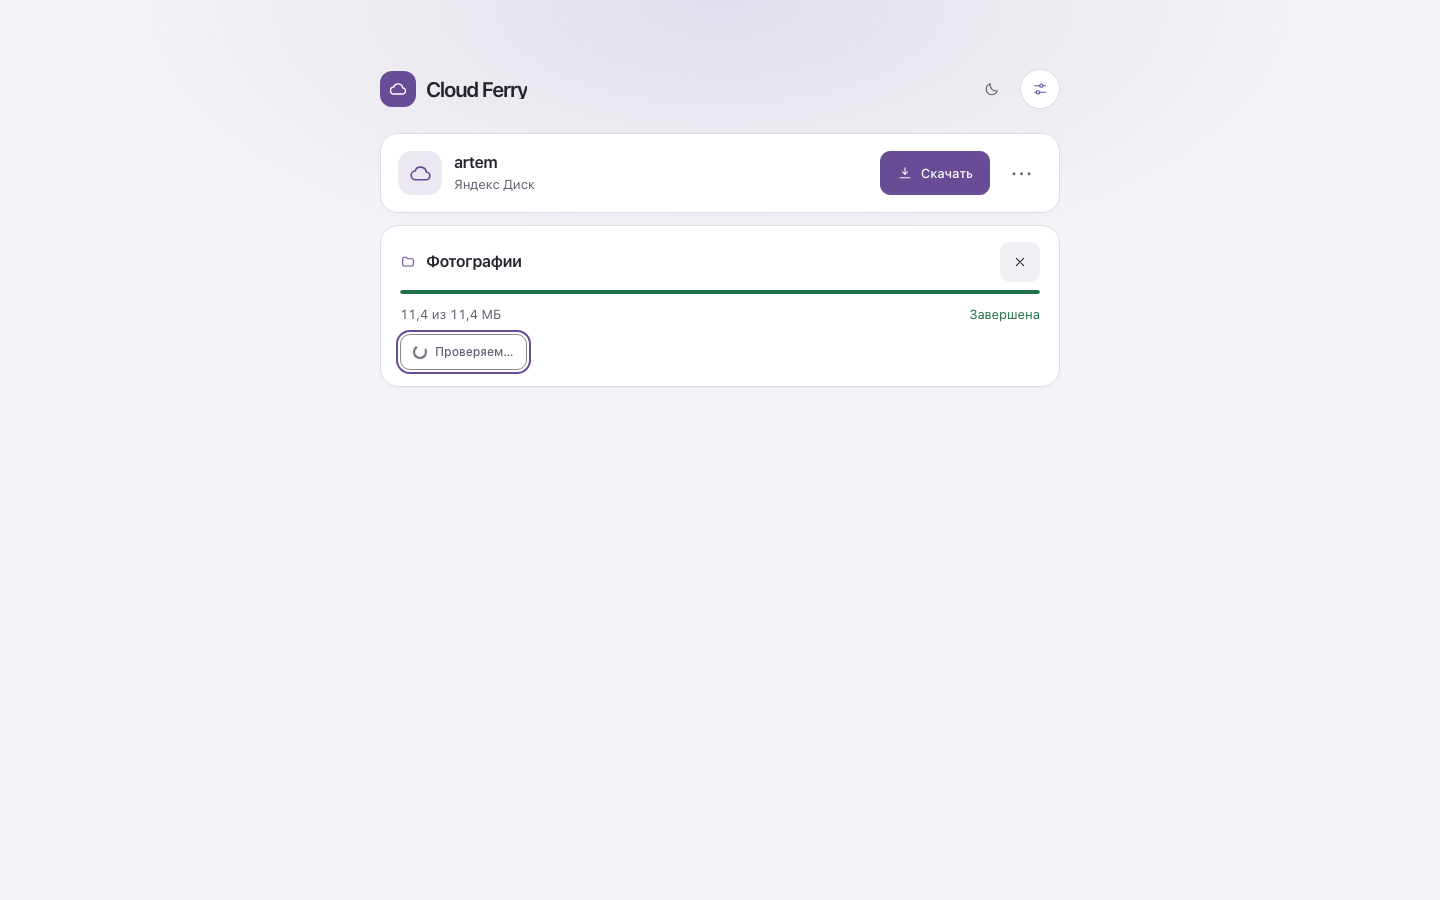 Cloud Ferry
artem
Яндекс Диск
Скачать
Фотографии
11,4 из 11,4 МБ
Завершена
Проверяем...